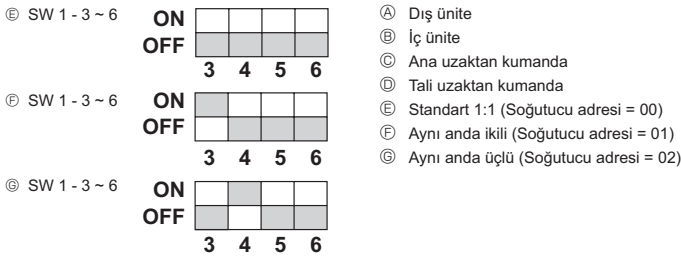 Ⓔ SW 1 - 3 ~ 6
ON
OFF
3 4 5 6
Ⓕ SW 1 - 3 ~ 6
ON
OFF
3 4 5 6
Ⓖ SW 1 - 3 ~ 6
ON
OFF
3 4 5 6
Ⓐ Dış ünite
Ⓑ İç ünite
Ⓒ Ana uzaktan kumanda
Ⓓ Tali uzaktan kumanda
Ⓔ Standart 1:1 (Soğutucu adresi = 00)
Ⓕ Aynı anda ikili (Soğutucu adresi = 01)
Ⓖ Aynı anda üçlü (Soğutucu adresi = 02)